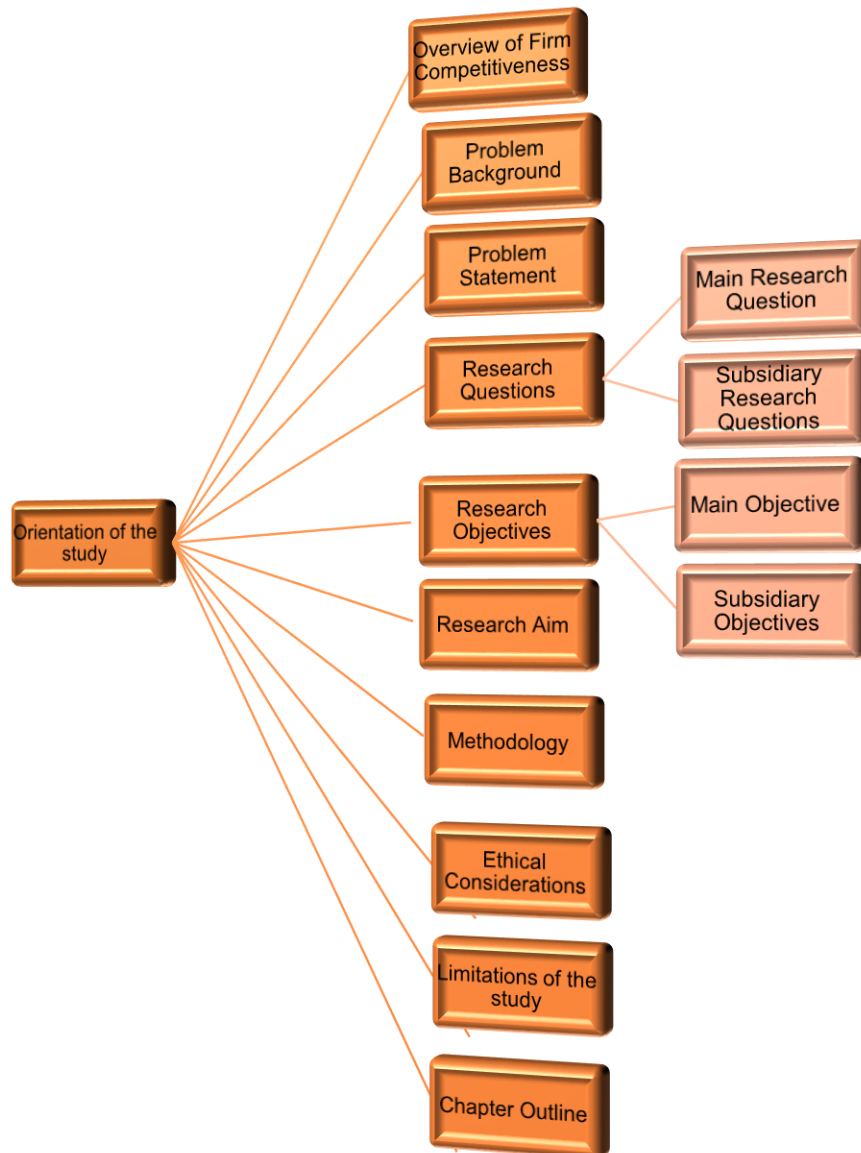 Overview of Firm
Competitiveness
Problem
Background
Problem
Statement
Research
Questions
Main Research
Question
Subsidiary
Research
Questions
Orientation of the
study
Research
Objectives
Main Objective
Subsidiary
Objectives
Research Aim
Methodology
Ethical
Considerations
Limitations of the
study
Chapter Outline